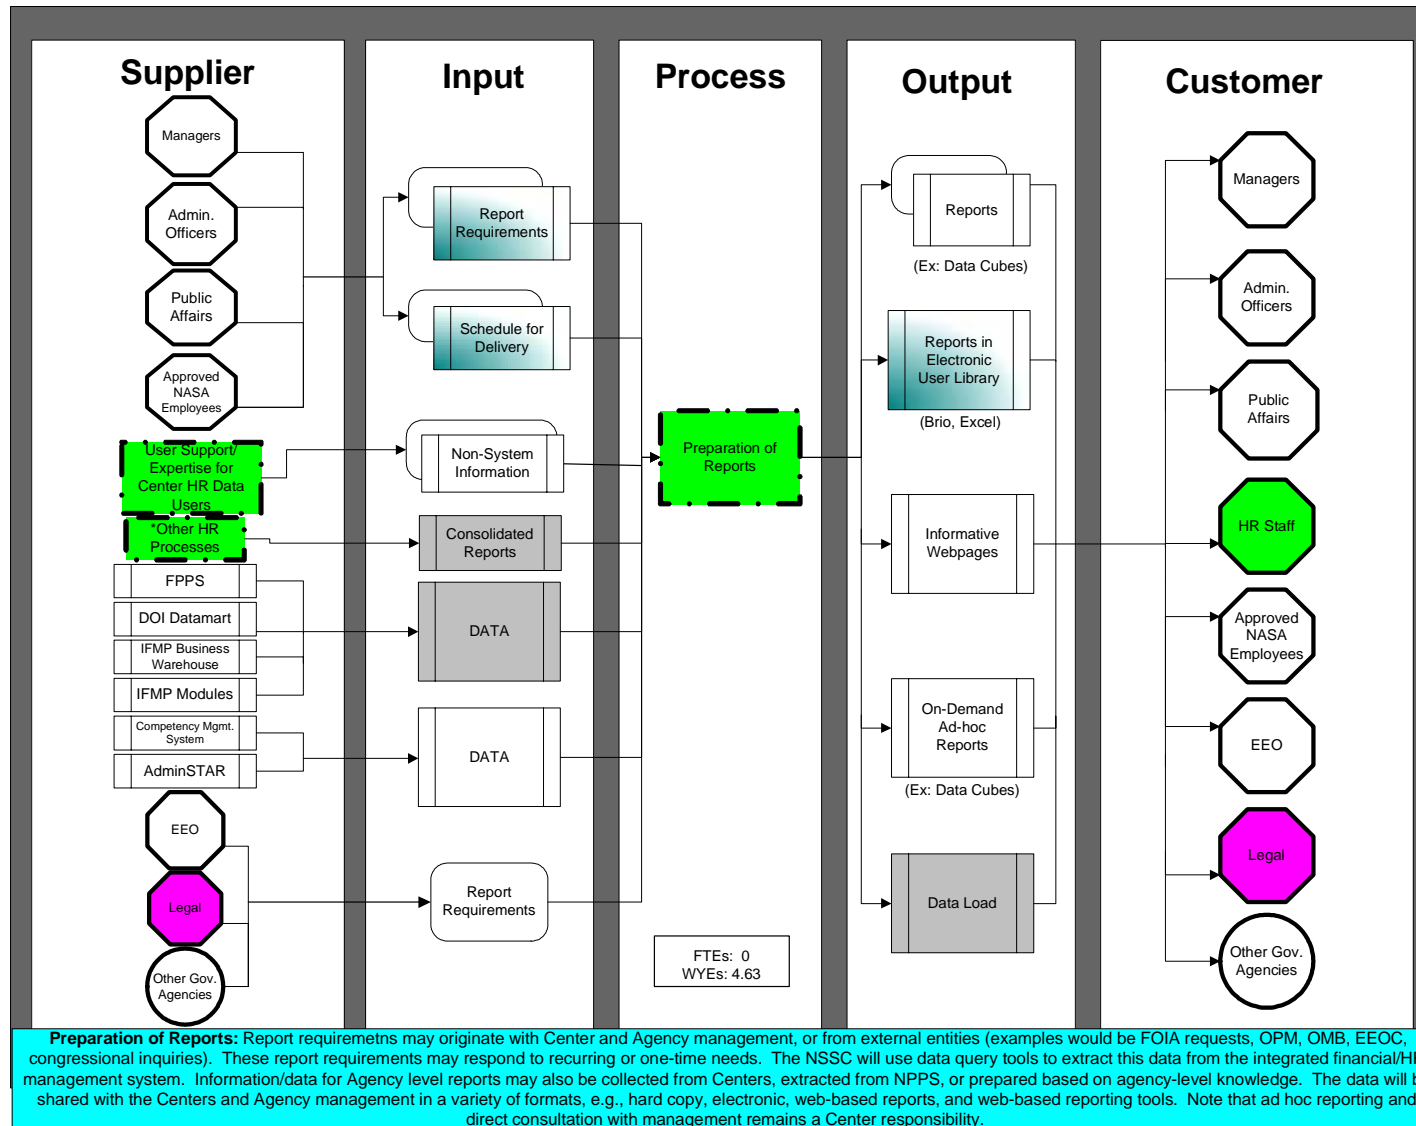 Supplier
Input
Process
Output
Customer
Managers
Admin.
Officers
Public
Affairs
Approved
NASA
Employees
User Support/
Expertise for
Center HR Data
Users
*Other HR
Processes
FPPS
DOI Datamart
IFMP Business
Warehouse
IFMP Modules
Competency Mgmt.
System
AdminSTAR
EEO
Legal
Other Gov.
Agencies
Report
Requirements
Schedule for
Delivery
Non-System
Information
Consolidated
Reports
DATA
DATA
Report
Requirements
Preparation of
Reports
FTEs: 0
WYEs: 4.63
Reports
(Ex: Data Cubes)
Reports in
Electronic
User Library
(Brio, Excel)
Informative
Webpages
On-Demand
Ad-hoc
Reports
(Ex: Data Cubes)
Data Load
Managers
Admin.
Officers
Public
Affairs
HR Staff
Approved
NASA
Employees
EEO
Legal
Other Gov.
Agencies
Preparation of Reports: Report requiremetns may originate with Center and Agency management, or from external entities (examples would be FOIA requests, OPM, OMB, EEOC,
congressional inquiries). These report requirements may respond to recurring or one-time needs. The NSSC will use data query tools to extract this data from the integrated financial/H
management system. Information/data for Agency level reports may also be collected from Centers, extracted from NPPS, or prepared based on agency-level knowledge. The data will b
shared with the Centers and Agency management in a variety of formats, e.g., hard copy, electronic, web-based reports, and web-based reporting tools. Note that ad hoc reporting and
direct consultation with management remains a Center responsibility.